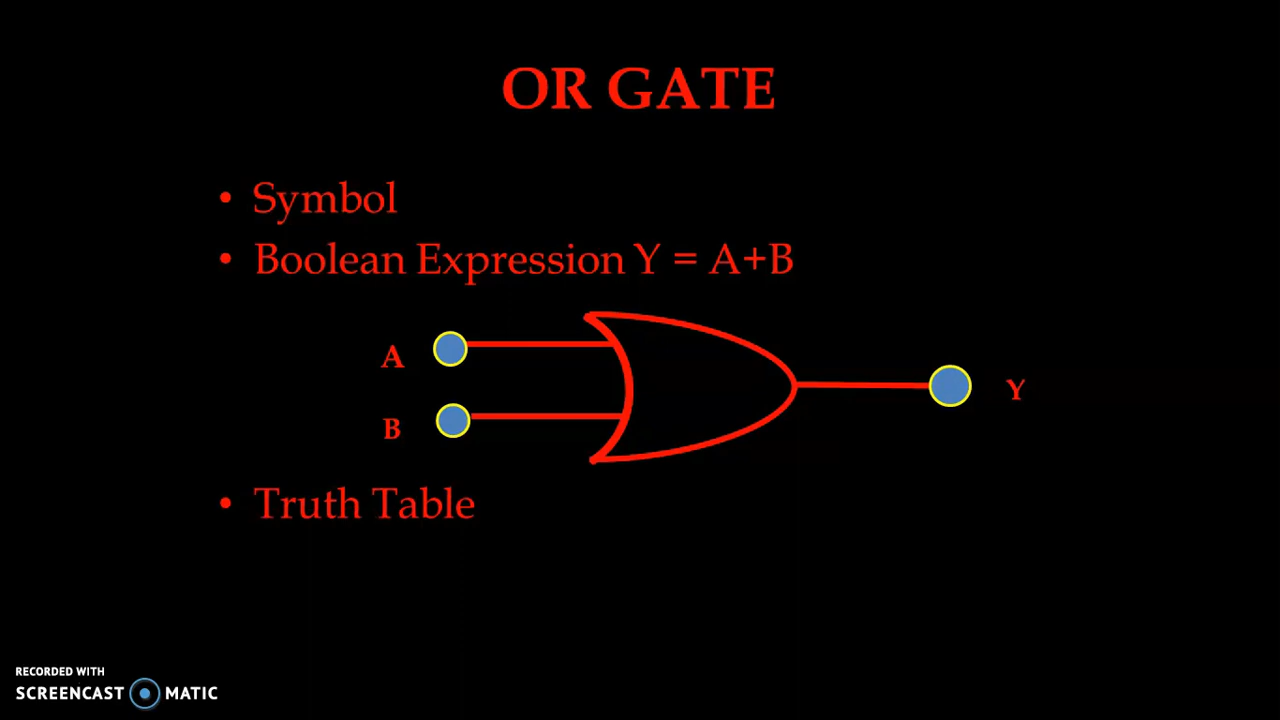 OR GATE
• Symbol
• Boolean Expression Y = A+B
A
B
Y
• Truth Table
RECORDED WITH
SCREENCAST MATIC